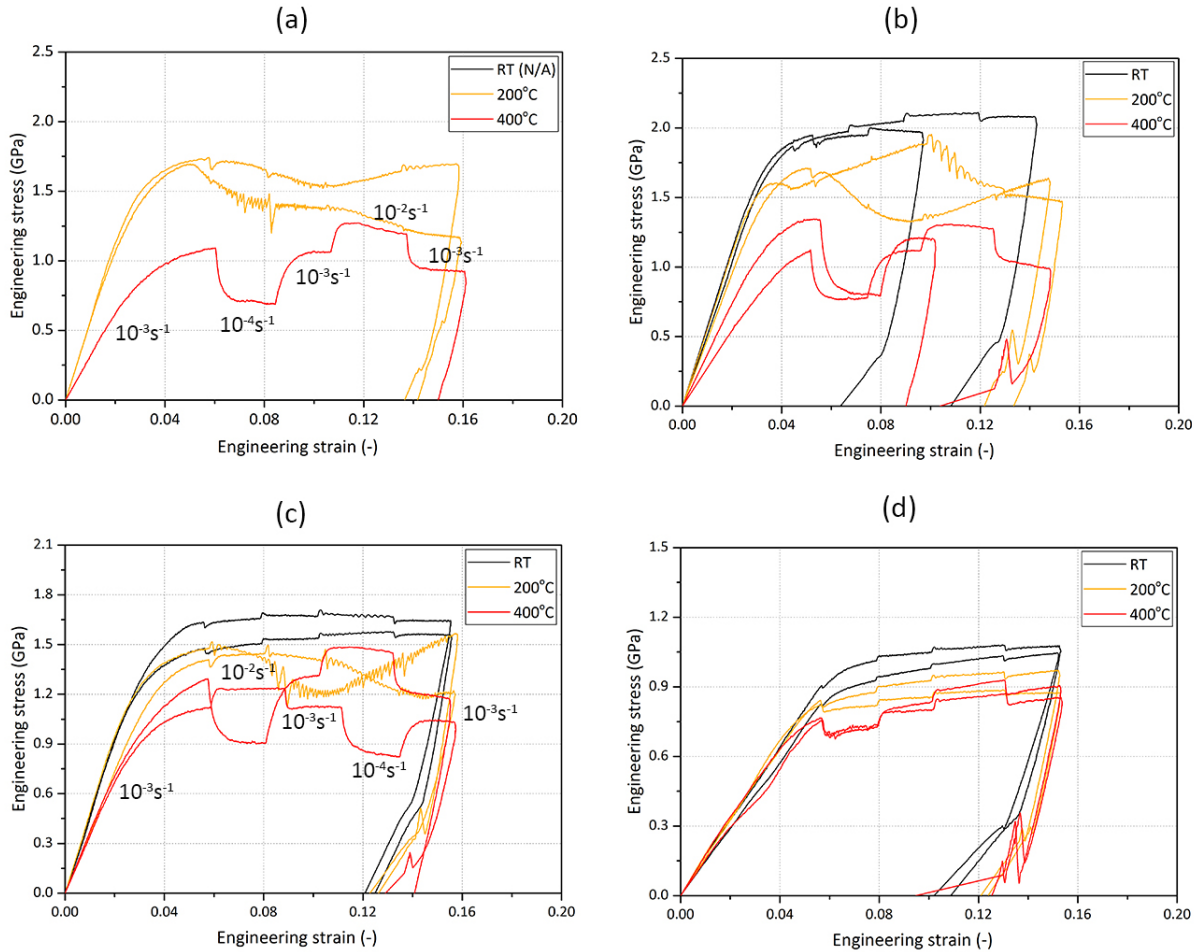 (a)
2.5
2.0
1.5
1.0
0.5
0.0
Engineering stress (GPa)
RT (N/A)
200°C
400°C
10⁻²s⁻¹
10⁻³s⁻¹
10⁻³s⁻¹
10⁻³s⁻¹
10⁻⁴s⁻¹
0.00 0.04 0.08 0.12 0.16 0.20
Engineering strain (-)
(b)
2.5
2.0
1.5
1.0
0.5
0.0
Engineering stress (GPa)
RT
200°C
400°C
0.00 0.04 0.08 0.12 0.16 0.20
Engineering strain (-)
(c)
2.1
1.8
1.5
1.2
0.9
0.6
0.3
0.0
Engineering stress (GPa)
RT
200°C
400°C
10⁻²s⁻¹
10⁻³s⁻¹
10⁻³s⁻¹
10⁻⁴s⁻¹
10⁻³s⁻¹
0.00 0.04 0.08 0.12 0.16 0.20
Engineering strain (-)
(d)
1.5
1.2
0.9
0.6
0.3
0.0
Engineering stress (GPa)
RT
200°C
400°C
0.00 0.04 0.08 0.12 0.16 0.20
Engineering strain (-)